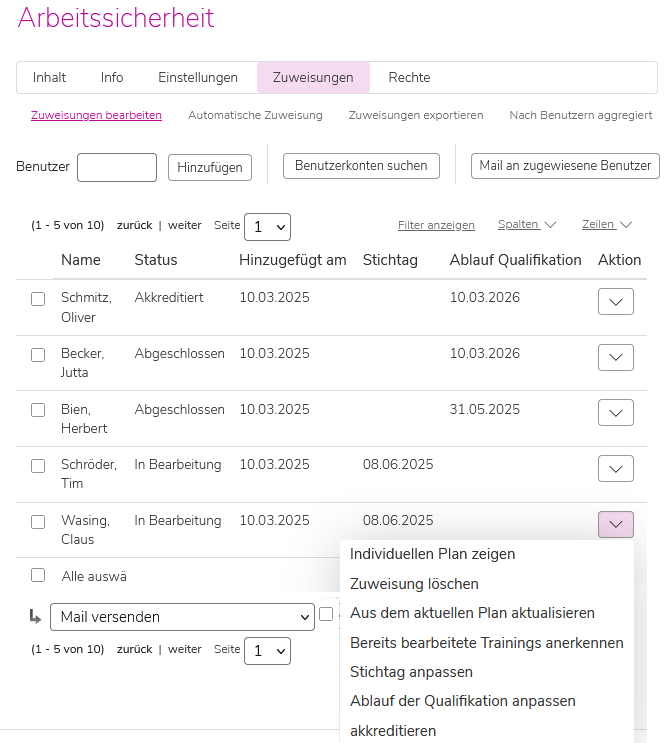 Arbeitssicherheit
Inhalt Info Einstellungen Zuweisungen Rechte
Zuweisungen bearbeiten Automatische Zuweisung Zuweisungen exportieren Nach Benutzern aggregiert
Benutzer Hinzufügen Benutzerkonten suchen Mail an zugewiesene Benutzer
(1 - 5 von 10) zurück | weiter Seite 1 Filter anzeigen Spalten Zeilen
Name Status Hinzugefügt am Stichtag Ablauf Qualifikation Aktion
Schmitz, Akkreditiert 10.03.2025 10.03.2026
Oliver
Becker, Abgeschlossen 10.03.2025 10.03.2026
Jutta
Bien, Abgeschlossen 10.03.2025 31.05.2025
Herbert
Schröder, In Bearbeitung 10.03.2025 08.06.2025
Tim
Wasing, In Bearbeitung 10.03.2025 08.06.2025
Claus
Alle auswä
Mail versenden
(1 - 5 von 10) zurück | weiter Seite 1
Individuellen Plan zeigen
Zuweisung löschen
Aus dem aktuellen Plan aktualisieren
Bereits bearbeitete Trainings anerkennen
Stichtag anpassen
Ablauf der Qualifikation anpassen
akkreditieren